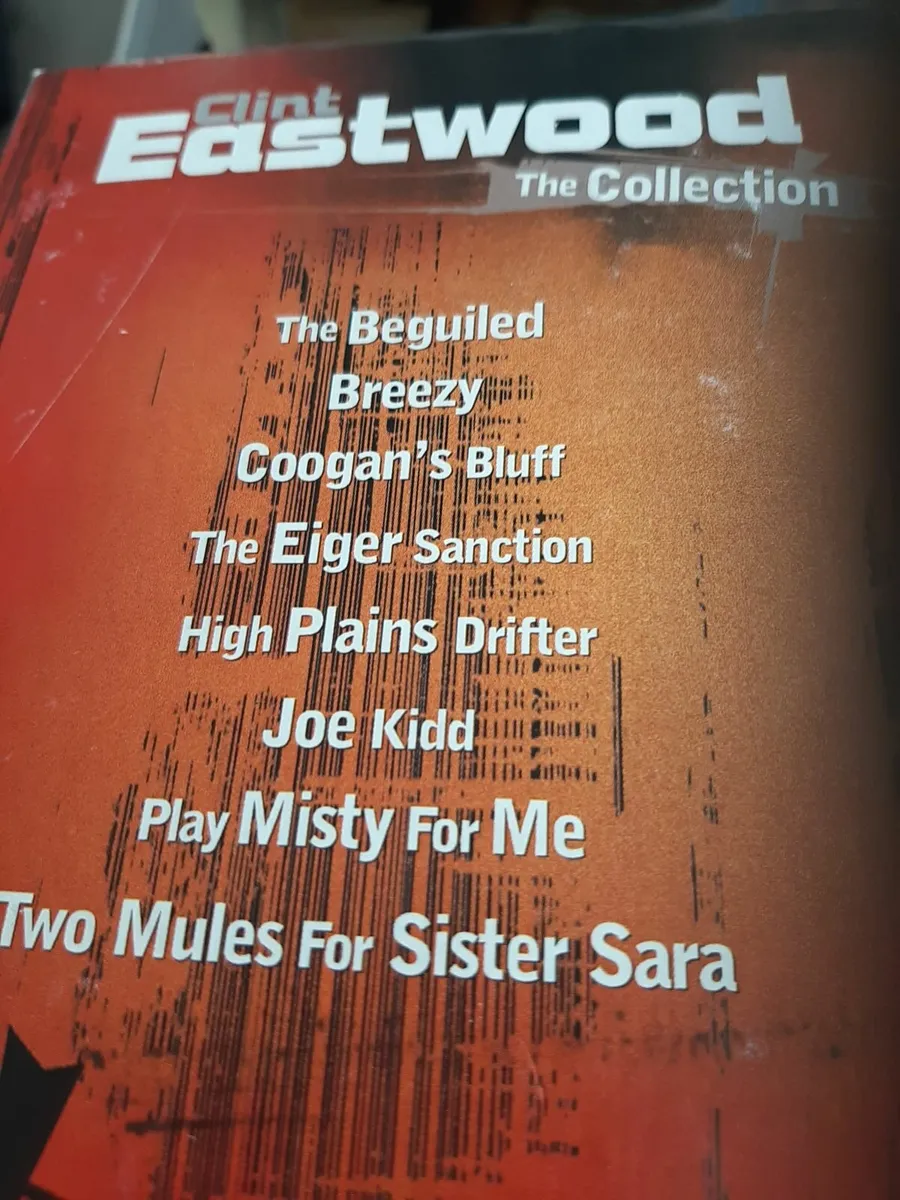 Clint
Eastwood
The Collection
The Beguiled
Breezy
Coogan's Bluff
The Eiger Sanction
High Plains Drifter
Joe Kidd
Play Misty For Me
Two Mules For Sister Sara